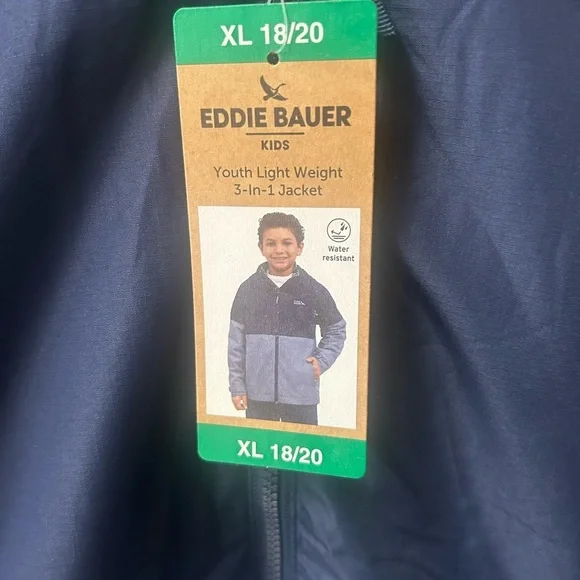 XL 18/20
EDDIE BAUER
KIDS
Youth Light Weight
3-In-1 Jacket
Water
resistant
XL 18/20